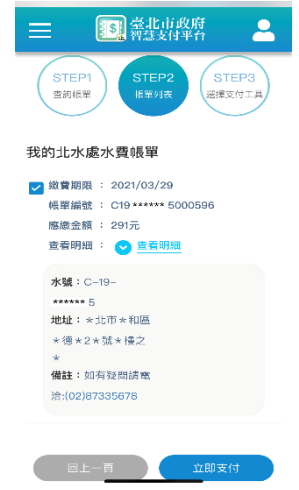 臺北市政府
智慧支付平台
STEP1
查詢帳單
STEP2
帳單列表
STEP3
選擇支付工具
我的北水處水費帳單
繳費期限 : 2021/03/29
帳單編號 : C19****** 5000596
應繳金額 : 291元
查看明細 : 查看明細
水號：C-19-
****** 5
地址：*北市*和區
*德*2*號*樓之
*
備註：如有疑問請電
洽:(02)87335678
回上一頁
立即支付